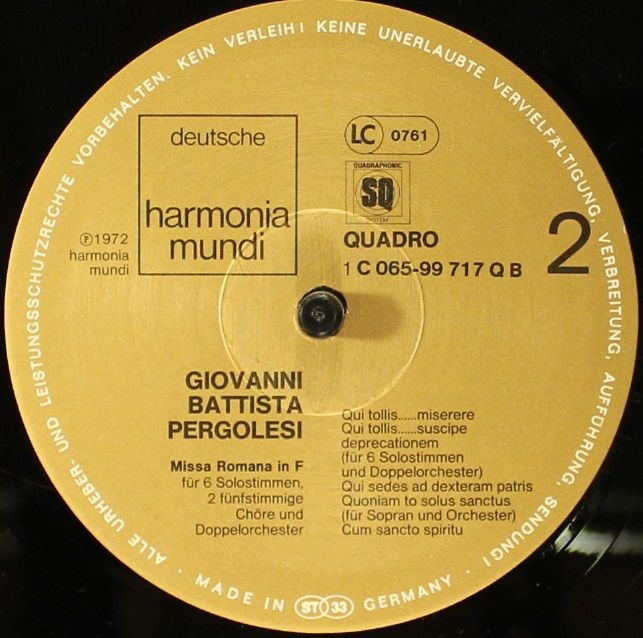 ALLE URHEBER- UND LEISTUNGSSCHUTZRECHTE VORBEHALTEN. KEIN VERLEIH! KEINE UNERLAUBTE VERVIELFÄLTIGUNG, VERBREITUNG, AUFFÜHRUNG, SENDUNG!
deutsche
harmonia
mundi
℗1972
harmonia
mundi
LC 0761
QUADRAPHONIC
SQ
SYSTEM
QUADRO
1 C 065-99 717 Q B
2
GIOVANNI
BATTISTA
PERGOLESI
Missa Romana in F
für 6 Solostimmen,
2 fünfstimmige
Chöre und
Doppelorchester
Qui tollis......miserere
Qui tollis......suscipe
deprecationem
(für 6 Solostimmen
und Doppelorchester)
Qui sedes ad dexteram patris
Quoniam to solus sanctus
(für Sopran und Orchester)
Cum sancto spiritu
· MADE IN ST 33 GERMANY ·